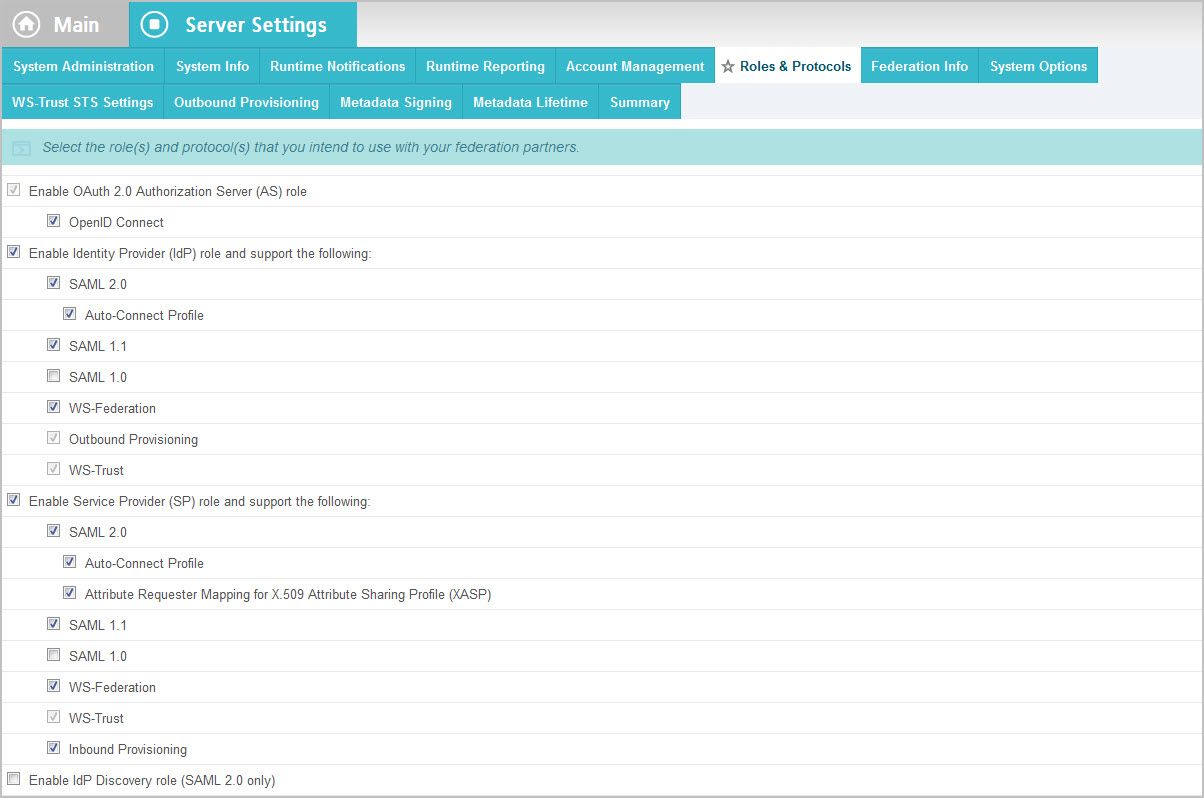 Main Server Settings
System Administration System Info Runtime Notifications Runtime Reporting Account Management Roles & Protocols Federation Info System Options
WS-Trust STS Settings Outbound Provisioning Metadata Signing Metadata Lifetime Summary
Select the role(s) and protocol(s) that you intend to use with your federation partners.
Enable OAuth 2.0 Authorization Server (AS) role
OpenID Connect
Enable Identity Provider (IdP) role and support the following:
SAML 2.0
Auto-Connect Profile
SAML 1.1
SAML 1.0
WS-Federation
Outbound Provisioning
WS-Trust
Enable Service Provider (SP) role and support the following:
SAML 2.0
Auto-Connect Profile
Attribute Requester Mapping for X.509 Attribute Sharing Profile (XASP)
SAML 1.1
SAML 1.0
WS-Federation
WS-Trust
Inbound Provisioning
Enable IdP Discovery role (SAML 2.0 only)